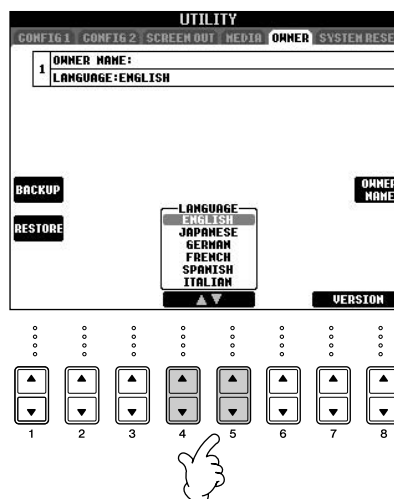 UTILITY
CONFIG 1 CONFIG 2 SCREEN OUT MEDIA OWNER SYSTEM RESE
1 OWNER NAME:
LANGUAGE:ENGLISH
BACKUP
OWNER
NAME
RESTORE
LANGUAGE
ENGLISH
JAPANESE
GERMAN
FRENCH
SPANISH
ITALIAN
▲▼
VERSION
1 2 3 4 5 6 7 8